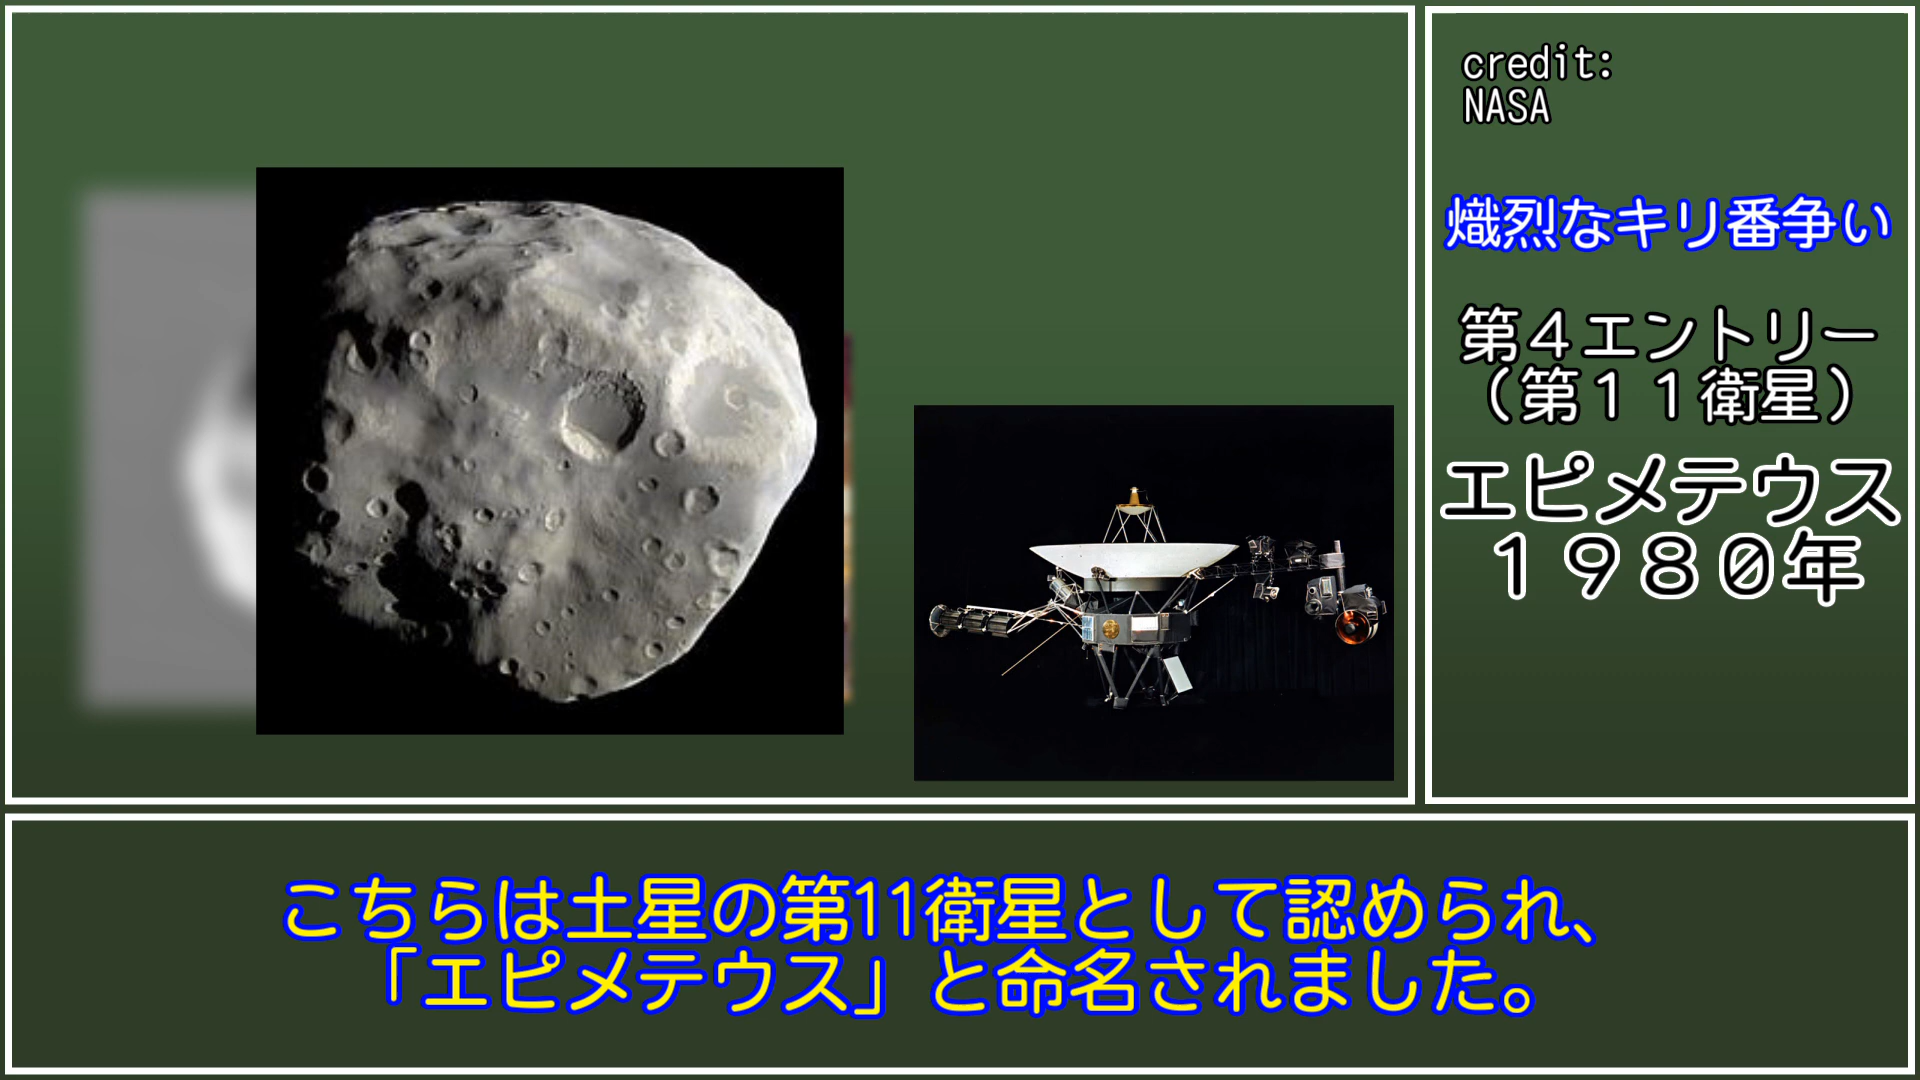 credit:
NASA
熾烈なキリ番争い
第４エントリー
（第１１衛星）
エピメテウス
１９８０年
こちらは土星の第11衛星として認められ、
「エピメテウス」と命名されました。